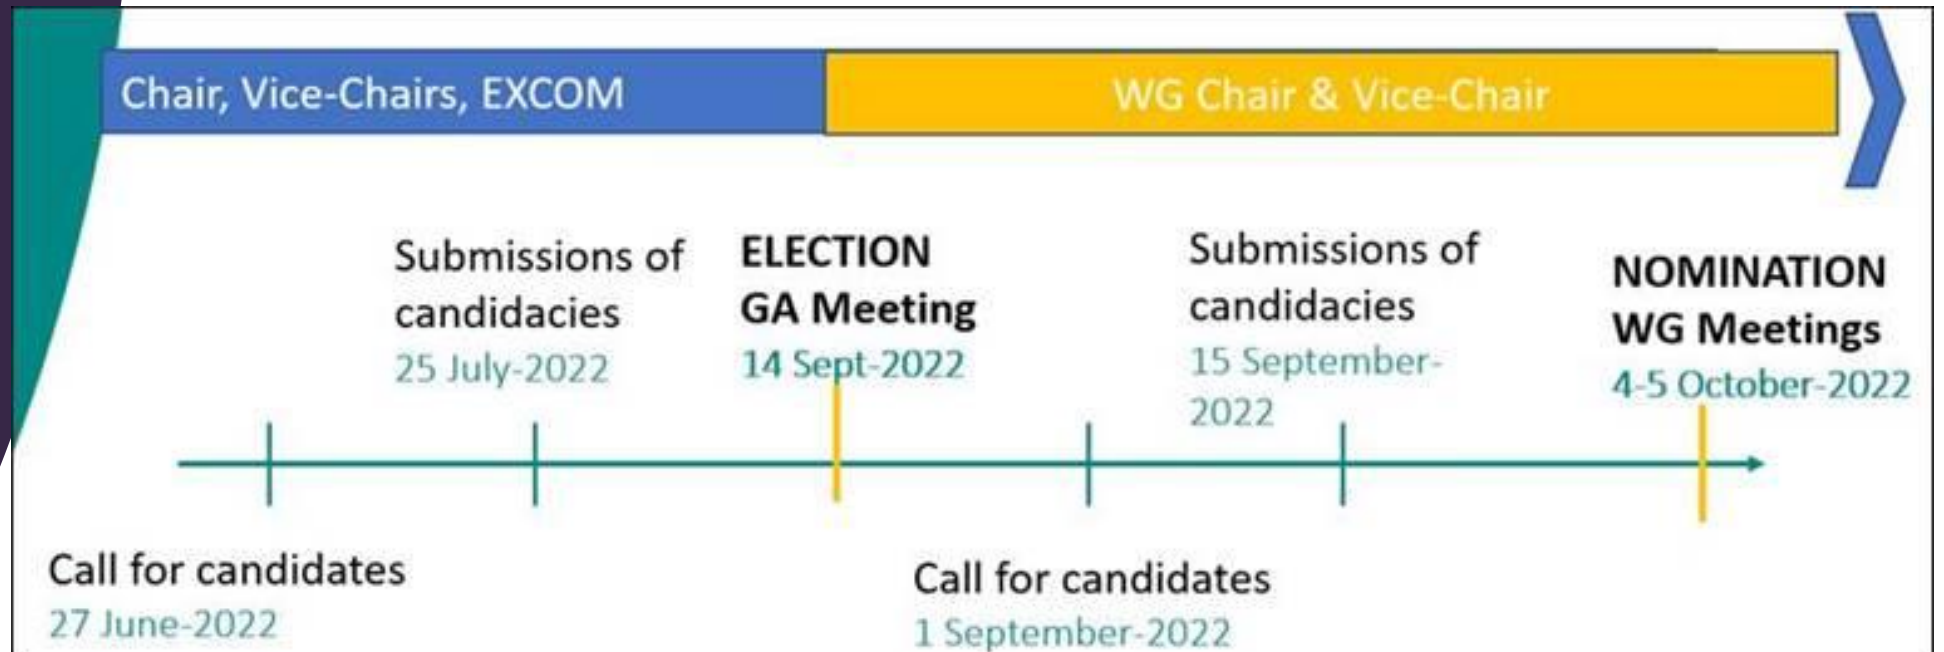 Chair, Vice-Chairs, EXCOM
WG Chair & Vice-Chair
Submissions of
candidacies
25 July-2022
ELECTION
GA Meeting
14 Sept-2022
Submissions of
candidacies
15 September-
2022
NOMINATION
WG Meetings
4-5 October-2022
Call for candidates
27 June-2022
Call for candidates
1 September-2022